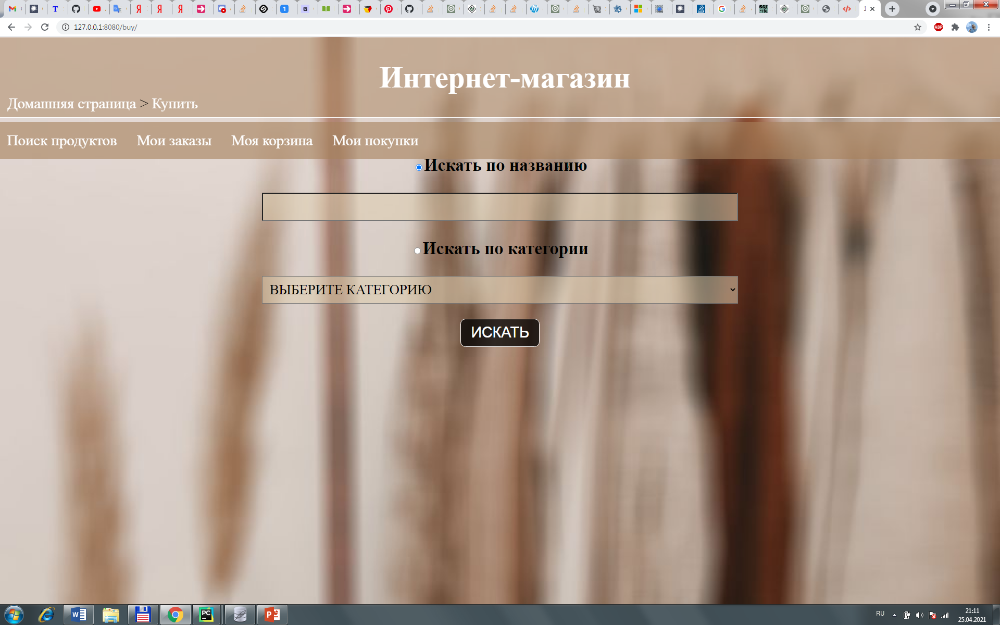 127.0.0.1:8080/buy/
Интернет-магазин
Домашняя страница > Купить
Поиск продуктов Мои заказы Моя корзина Мои покупки
Искать по названию
Искать по категории
ВЫБЕРИТЕ КАТЕГОРИЮ
ИСКАТЬ
RU
21:11
25.04.2021